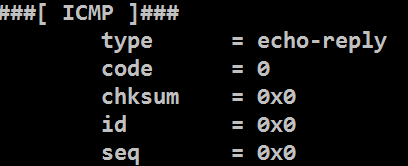 ###[ ICMP ]###
type = echo-reply
code = 0
chksum = 0x0
id = 0x0
seq = 0x0